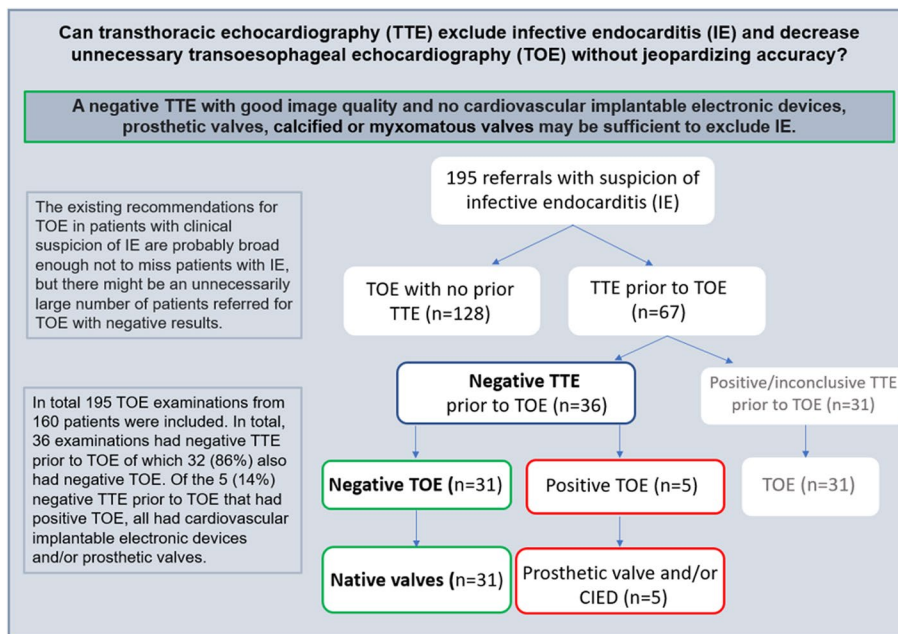 Can transthoracic echocardiography (TTE) exclude infective endocarditis (IE) and decrease
unnecessary transoesophageal echocardiography (TOE) without jeopardizing accuracy?
A negative TTE with good image quality and no cardiovascular implantable electronic devices,
prosthetic valves, calcified or myxomatous valves may be sufficient to exclude IE.
195 referrals with suspicion of
infective endocarditis (IE)
The existing recommendations for
TOE in patients with clinical
suspicion of IE are probably broad
enough not to miss patients with IE,
but there might be an unnecessarily
large number of patients referred for
TOE with negative results.
TOE with no prior
TTE (n=128)
TTE prior to TOE
(n=67)
Negative TTE
prior to TOE (n=36)
Positive/inconclusive TTE
prior to TOE (n=31)
In total 195 TOE examinations from
160 patients were included. In total,
36 examinations had negative TTE
prior to TOE of which 32 (86%) also
had negative TOE. Of the 5 (14%)
negative TTE prior to TOE that had
positive TOE, all had cardiovascular
implantable electronic devices
and/or prosthetic valves.
Negative TOE (n=31)
Positive TOE (n=5)
TOE (n=31)
Native valves (n=31)
Prosthetic valve and/or
CIED (n=5)